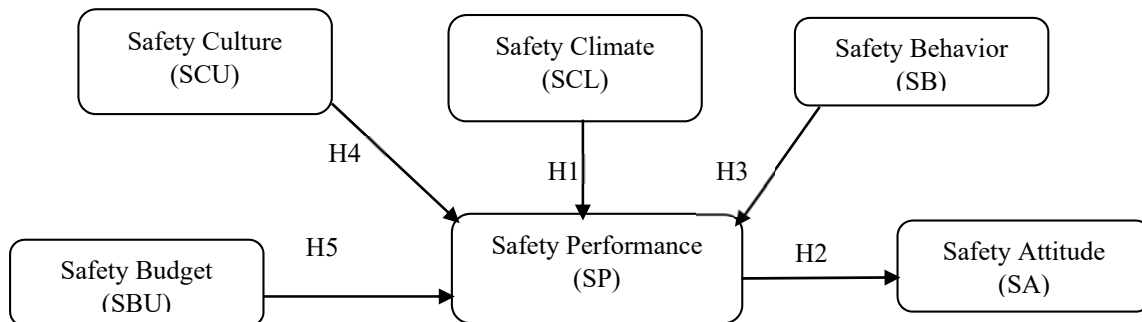 Safety Culture
(SCU)
Safety Climate
(SCL)
Safety Behavior
(SB)
H4
H1
H3
Safety Budget
(SBU)
H5
Safety Performance
(SP)
H2
Safety Attitude
(SA)